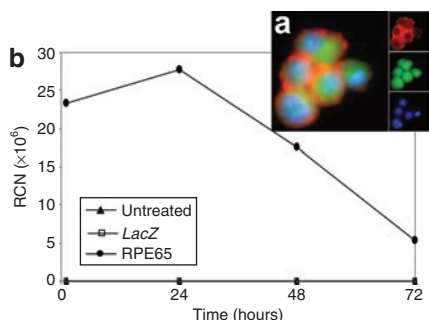 a
b
30
25
20
15
10
5
0
RCN (×10⁶)
Untreated
LacZ
RPE65
0 24 48 72
Time (hours)